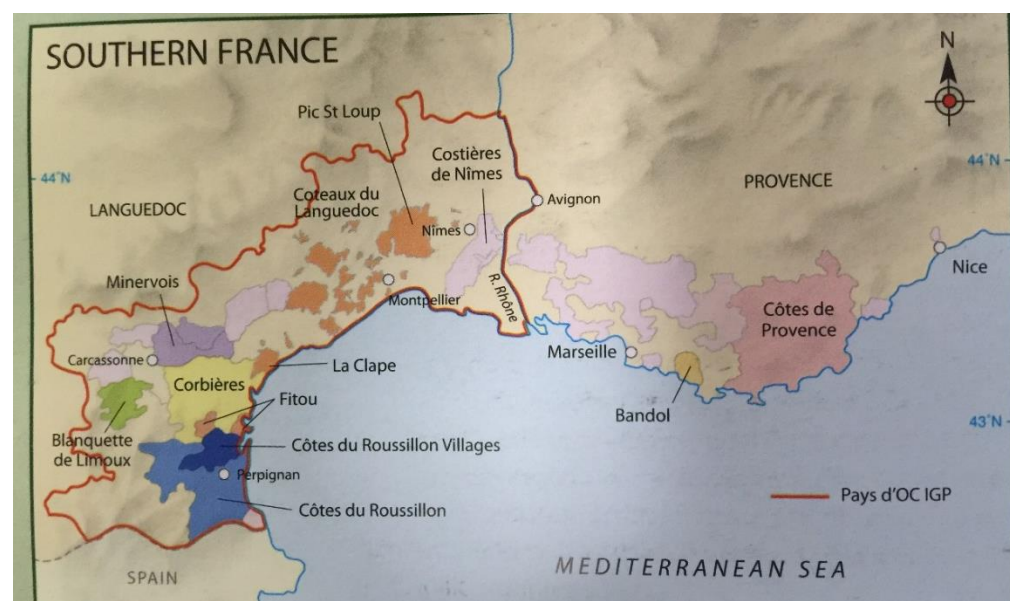 SOUTHERN FRANCE
N
Pic St Loup
Costières
de Nîmes
44°N
44°N
PROVENCE
LANGUEDOC
Coteaux du
Languedoc
Avignon
Nîmes
Nice
Minervois
Montpellier
R. Rhône
Côtes de
Provence
Carcassonne
Marseille
La Clape
Corbières
Fitou
Bandol
43°N
Blanquette
de Limoux
Côtes du Roussillon Villages
Perpignan
Pays d'OC IGP
Côtes du Roussillon
MEDITERRANEAN SEA
SPAIN